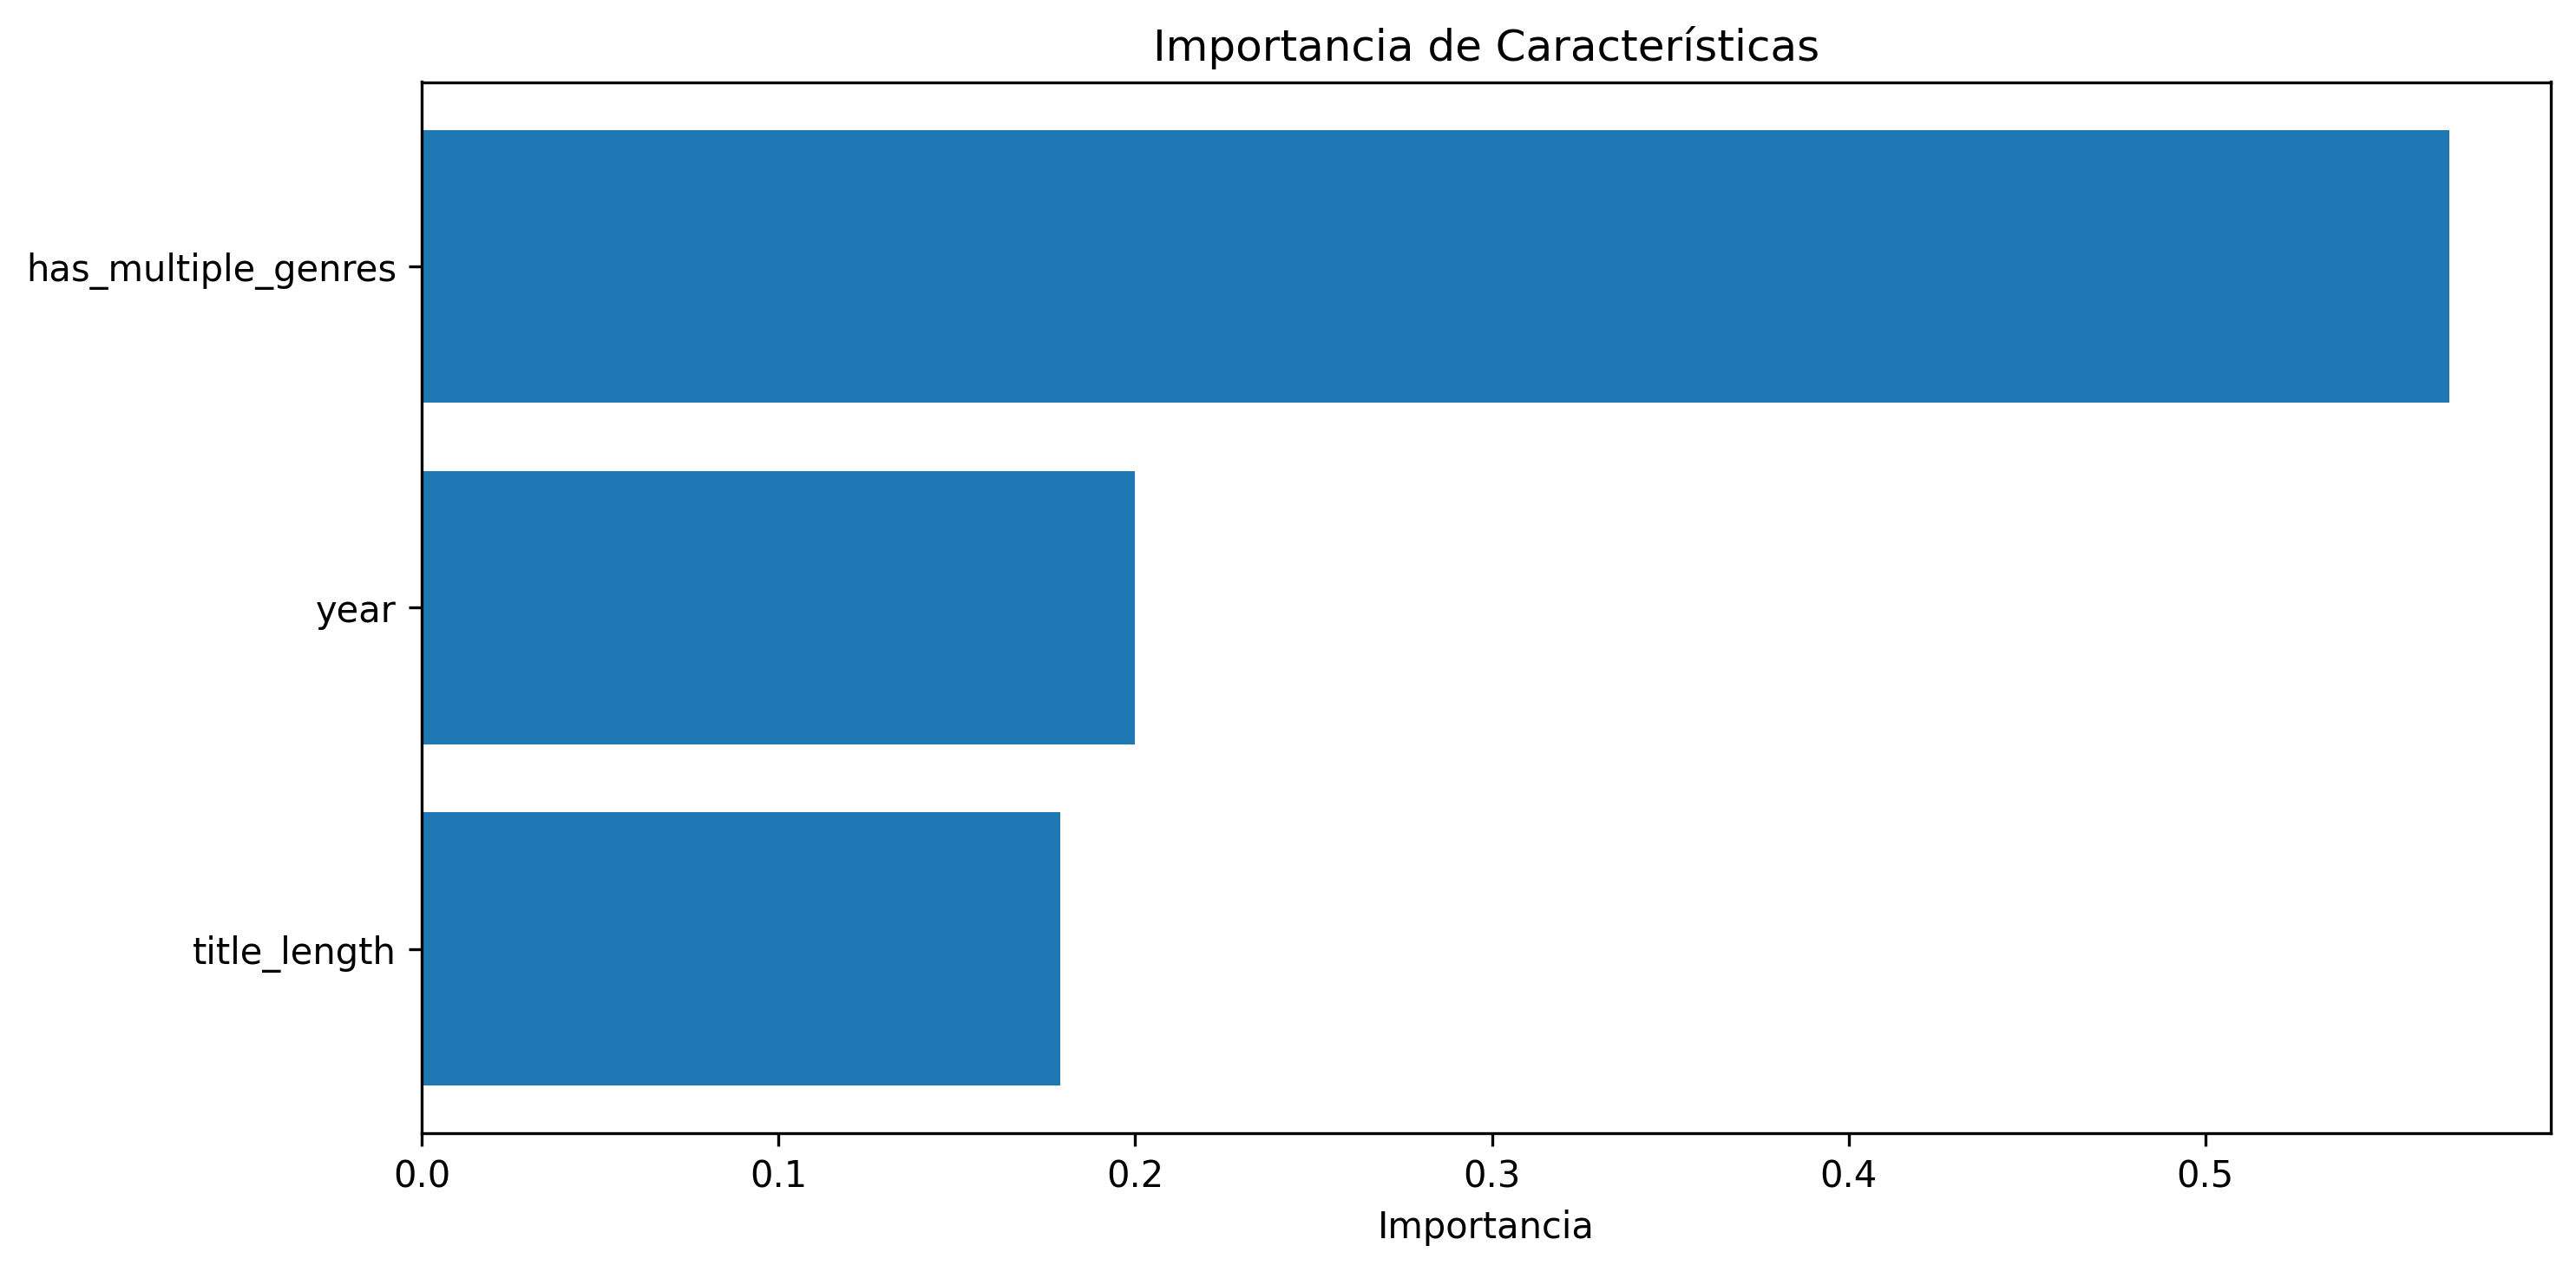 Importancia de Características
has_multiple_genres
year
title_length
0.0 0.1 0.2 0.3 0.4 0.5
Importancia